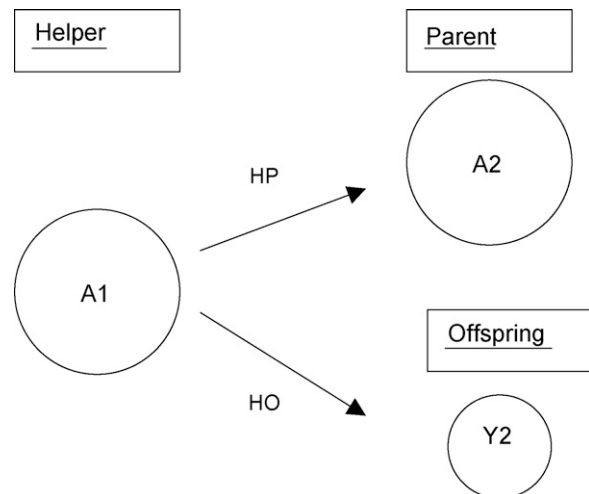 Helper
Parent
A2
HP
A1
Offspring
HO
Y2